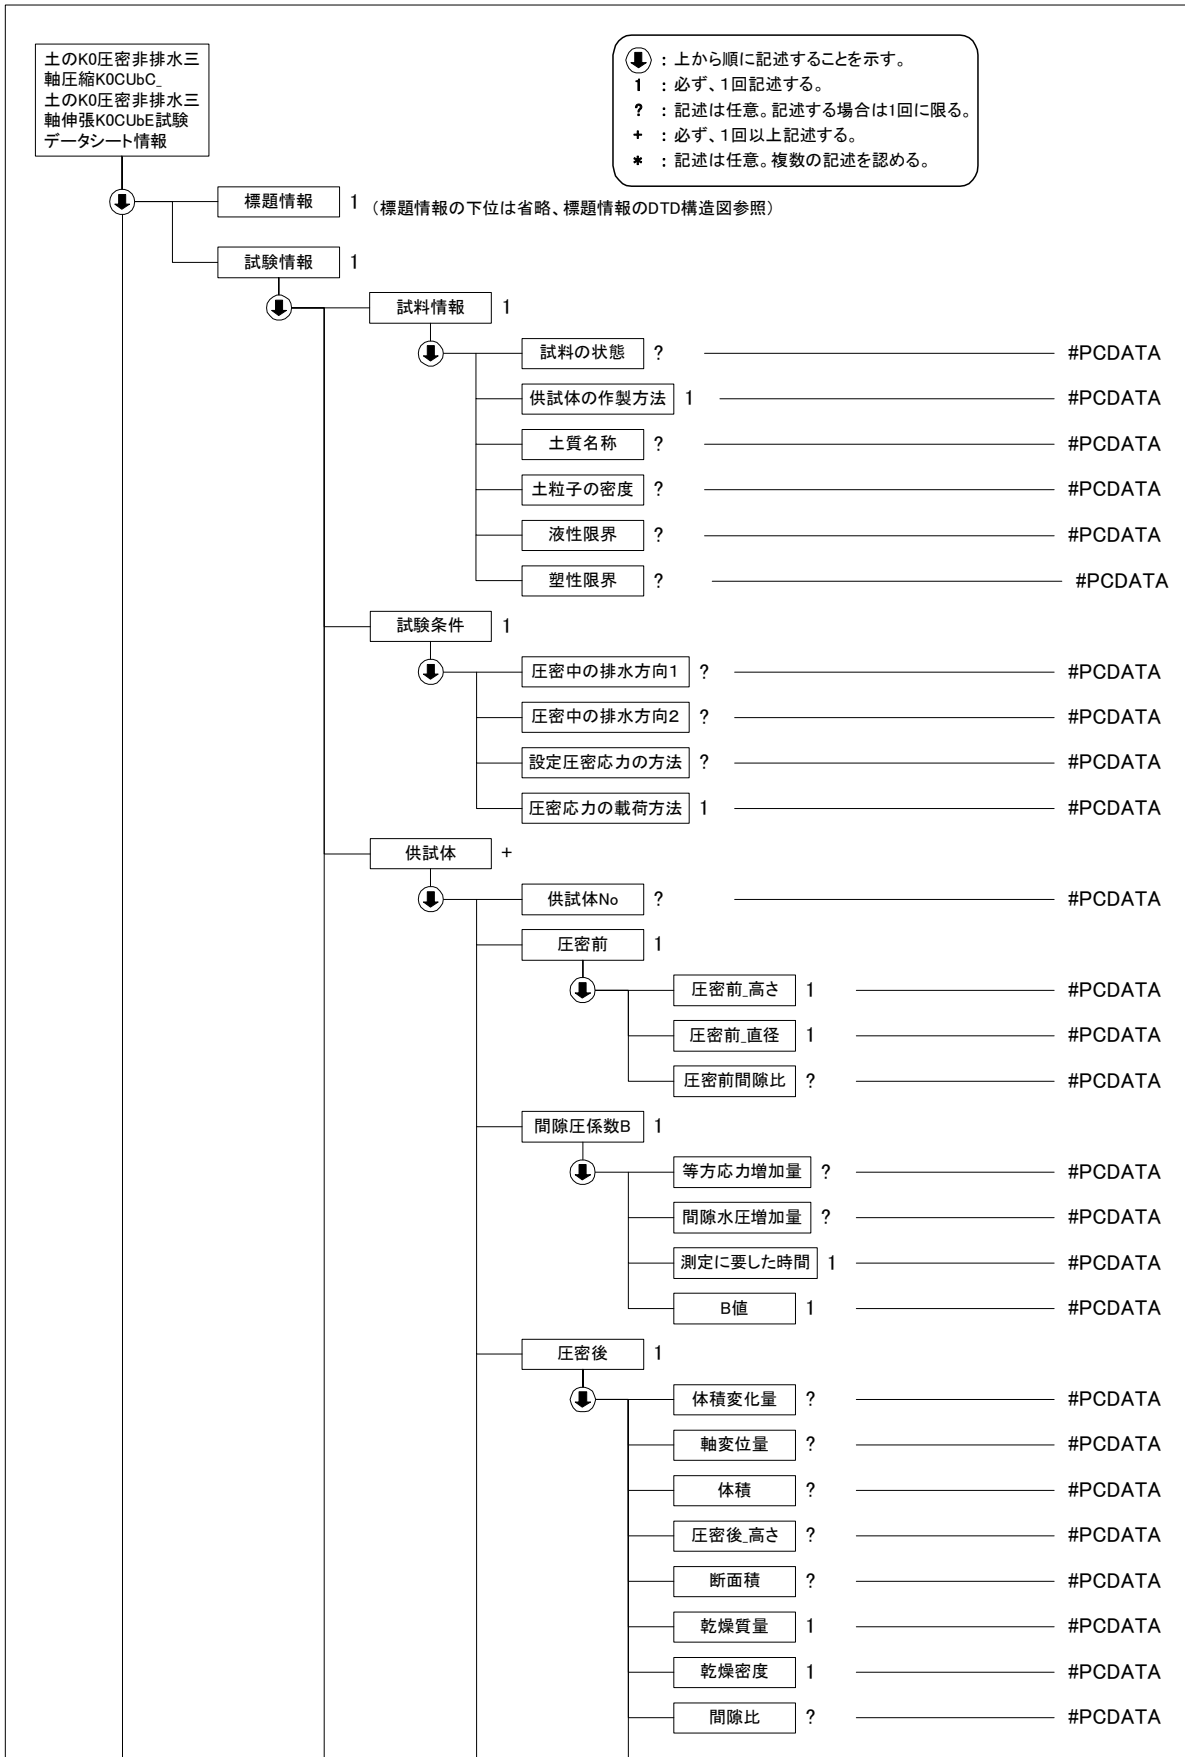 土のK0圧密非排水三
軸圧縮K0CUbC_
土のK0圧密非排水三
軸伸張K0CUbE試験
データシート情報
：上から順に記述することを示す。
1 ：必ず、1回記述する。
? ：記述は任意。記述する場合は1回に限る。
+ ：必ず、1回以上記述する。
* ：記述は任意。複数の記述を認める。
標題情報 1 （標題情報の下位は省略、標題情報のDTD構造図参照）
試験情報 1
試料情報 1
試料の状態 ? #PCDATA
供試体の作製方法 1 #PCDATA
土質名称 ? #PCDATA
土粒子の密度 ? #PCDATA
液性限界 ? #PCDATA
塑性限界 ? #PCDATA
試験条件 1
圧密中の排水方向1 ? #PCDATA
圧密中の排水方向2 ? #PCDATA
設定圧密応力の方法 ? #PCDATA
圧密応力の載荷方法 1 #PCDATA
供試体 +
供試体No ? #PCDATA
圧密前 1
圧密前_高さ 1 #PCDATA
圧密前_直径 1 #PCDATA
圧密前間隙比 ? #PCDATA
間隙圧係数B 1
等方応力増加量 ? #PCDATA
間隙水圧増加量 ? #PCDATA
測定に要した時間 1 #PCDATA
B値 1 #PCDATA
圧密後 1
体積変化量 ? #PCDATA
軸変位量 ? #PCDATA
体積 ? #PCDATA
圧密後_高さ ? #PCDATA
断面積 ? #PCDATA
乾燥質量 1 #PCDATA
乾燥密度 1 #PCDATA
間隙比 ? #PCDATA